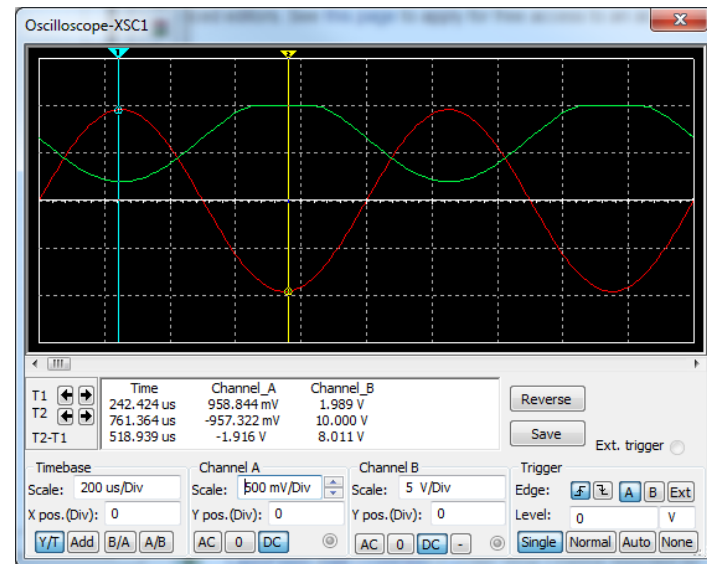 Oscilloscope-XSC1
1 2
Time Channel_A Channel_B
T1 242.424 us 958.844 mV 1.989 V
T2 761.364 us -957.322 mV 10.000 V
T2-T1 518.939 us -1.916 V 8.011 V
Reverse
Save
Ext. trigger
Timebase Channel A Channel B Trigger
Scale: 200 us/Div Scale: 500 mV/Div Scale: 5 V/Div Edge: A B Ext
X pos.(Div): 0 Y pos.(Div): 0 Y pos.(Div): 0 Level: 0 V
Y/T Add B/A A/B AC 0 DC AC 0 DC - Single Normal Auto None